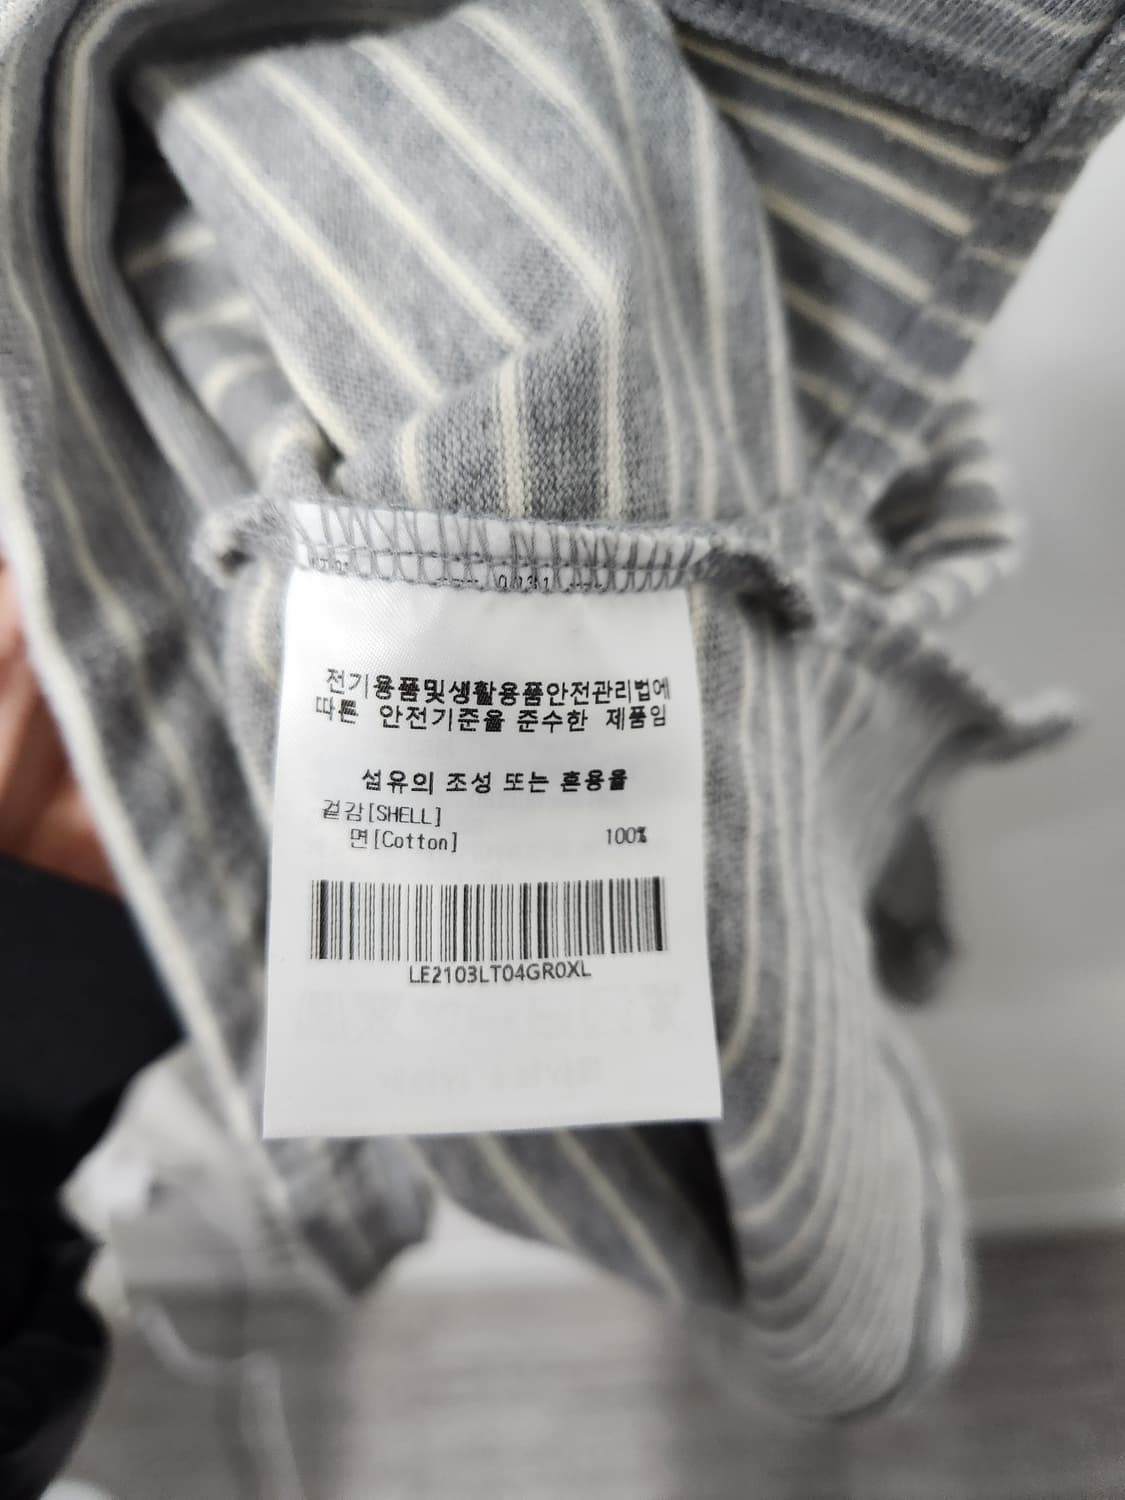 전기용품및생활용품안전관리법에
따른 안전기준을 준수한 제품임
섬유의 조성 또는 혼용율
겉감[SHELL]
면[Cotton] 100%
LE2103LT04GR0XL